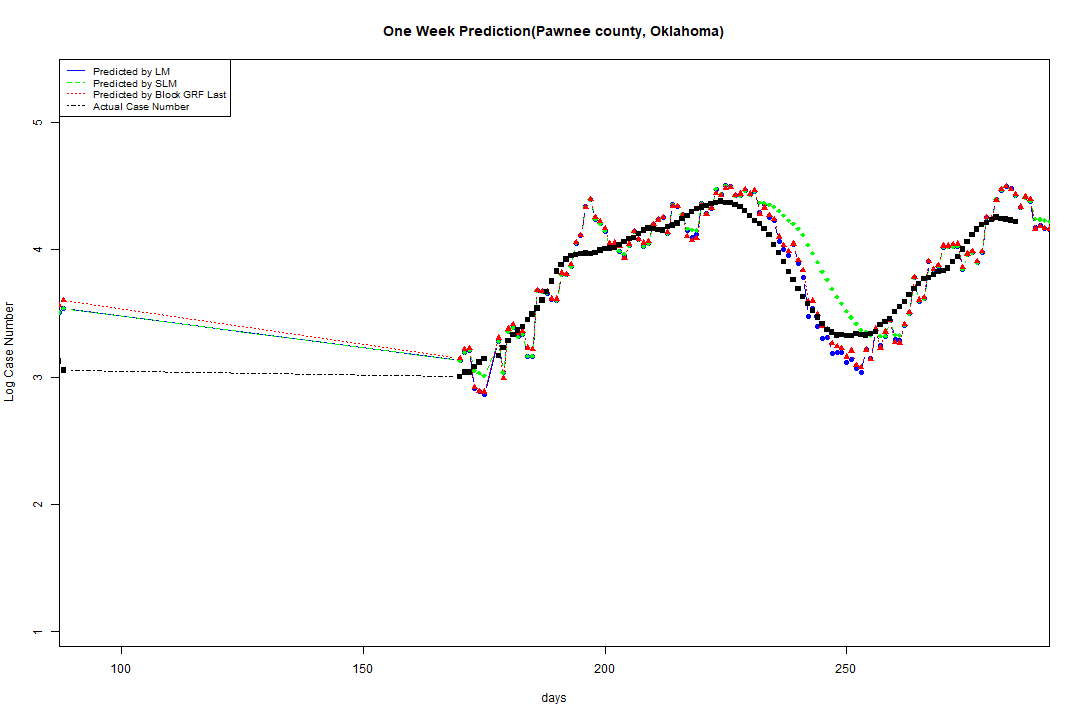 One Week Prediction(Pawnee county, Oklahoma)
Predicted by LM
Predicted by SLM
Predicted by Block GRF Last
Actual Case Number
5
4
3
2
1
Log Case Number
100 150 200 250
days